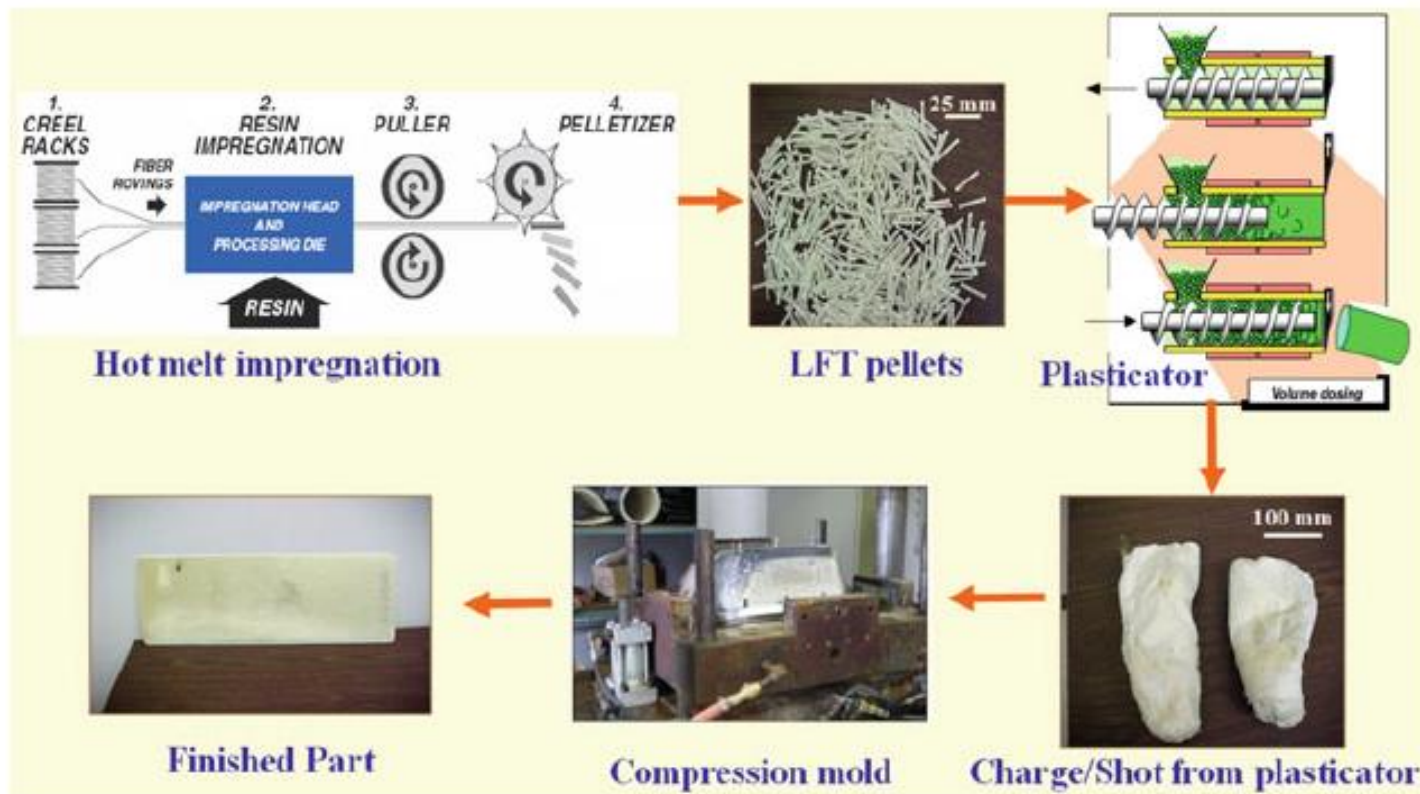 1.
CREEL
RACKS
2.
RESIN
IMPREGNATION
3.
PULLER
4.
PELLETIZER
FIBER
ROVINGS
IMPREGNATION HEAD
AND
PROCESSING DIE
RESIN
Hot melt impregnation
25 mm
LFT pellets
Plasticator
Volume dosing
100 mm
Charge/Shot from plasticator
Compression mold
Finished Part